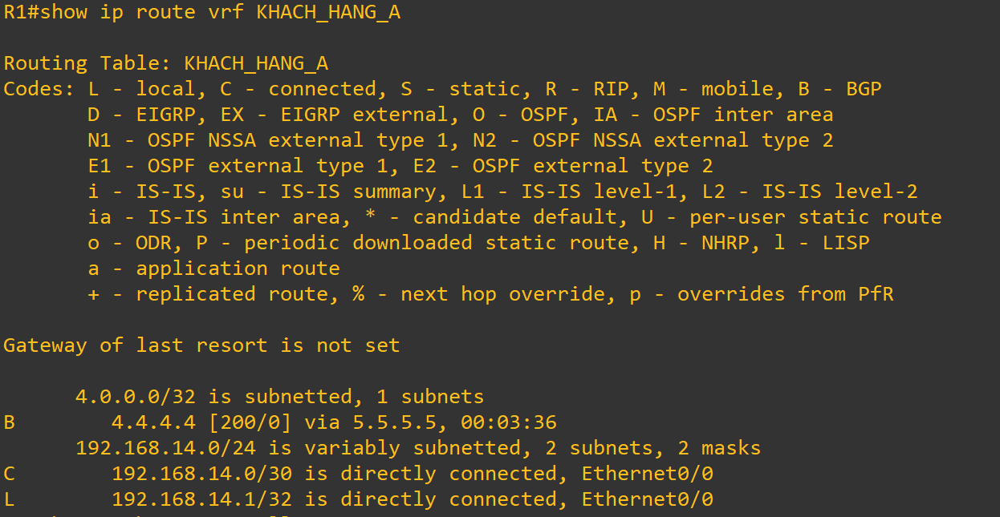 R1#show ip route vrf KHACH_HANG_A
Routing Table: KHACH_HANG_A
Codes: L - local, C - connected, S - static, R - RIP, M - mobile, B - BGP
       D - EIGRP, EX - EIGRP external, O - OSPF, IA - OSPF inter area
       N1 - OSPF NSSA external type 1, N2 - OSPF NSSA external type 2
       E1 - OSPF external type 1, E2 - OSPF external type 2
       i - IS-IS, su - IS-IS summary, L1 - IS-IS level-1, L2 - IS-IS level-2
       ia - IS-IS inter area, * - candidate default, U - per-user static route
       o - ODR, P - periodic downloaded static route, H - NHRP, l - LISP
       a - application route
       + - replicated route, % - next hop override, p - overrides from PfR
Gateway of last resort is not set
      4.0.0.0/32 is subnetted, 1 subnets
B        4.4.4.4 [200/0] via 5.5.5.5, 00:03:36
      192.168.14.0/24 is variably subnetted, 2 subnets, 2 masks
C        192.168.14.0/30 is directly connected, Ethernet0/0
L        192.168.14.1/32 is directly connected, Ethernet0/0